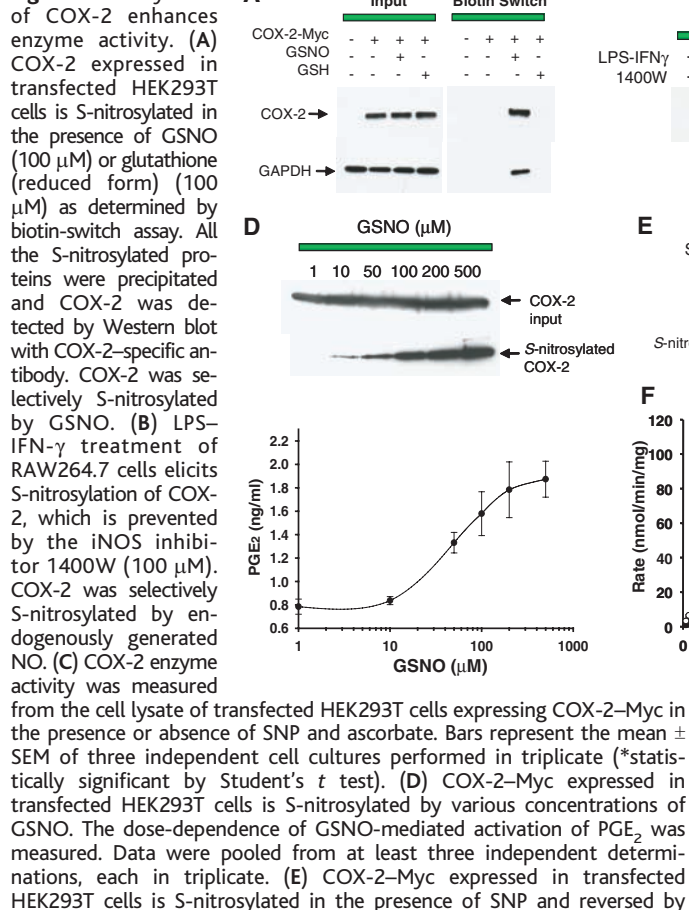 of COX-2 enhances
enzyme activity. (A)
COX-2 expressed in
transfected HEK293T
cells is S-nitrosylated in
the presence of GSNO
(100 μM) or glutathione
(reduced form) (100
μM) as determined by
biotin-switch assay. All
the S-nitrosylated pro-
teins were precipitated
and COX-2 was de-
tected by Western blot
with COX-2–specific an-
tibody. COX-2 was se-
lectively S-nitrosylated
by GSNO. (B) LPS–
IFN-γ treatment of
RAW264.7 cells elicits
S-nitrosylation of COX-
2, which is prevented
by the iNOS inhibi-
tor 1400W (100 μM).
COX-2 was selectively
S-nitrosylated by en-
dogenously generated
NO. (C) COX-2 enzyme
activity was measured
from the cell lysate of transfected HEK293T cells expressing COX-2–Myc in
the presence or absence of SNP and ascorbate. Bars represent the mean ±
SEM of three independent cell cultures performed in triplicate (*statis-
tically significant by Student's t test). (D) COX-2–Myc expressed in
transfected HEK293T cells is S-nitrosylated by various concentrations of
GSNO. The dose-dependence of GSNO-mediated activation of PGE2 was
measured. Data were pooled from at least three independent determi-
nations, each in triplicate. (E) COX-2–Myc expressed in transfected
HEK293T cells is S-nitrosylated in the presence of SNP and reversed by
Input Biotin Switch
COX-2-Myc - + + + - + + +
GSNO - - + - - - + -
GSH - - - + - - - +
COX-2
GAPDH
LPS-IFNγ -
1400W -
D
GSNO (μM)
1 10 50 100 200 500
COX-2
input
S-nitrosylated
COX-2
PGE2 (ng/ml)
2.2
2.0
1.8
1.6
1.4
1.2
1.0
0.8
0.6
1 10 100 1000
GSNO (μM)
E
S
S-nitro
F
Rate (nmol/min/mg)
120
100
80
60
40
20
0
0